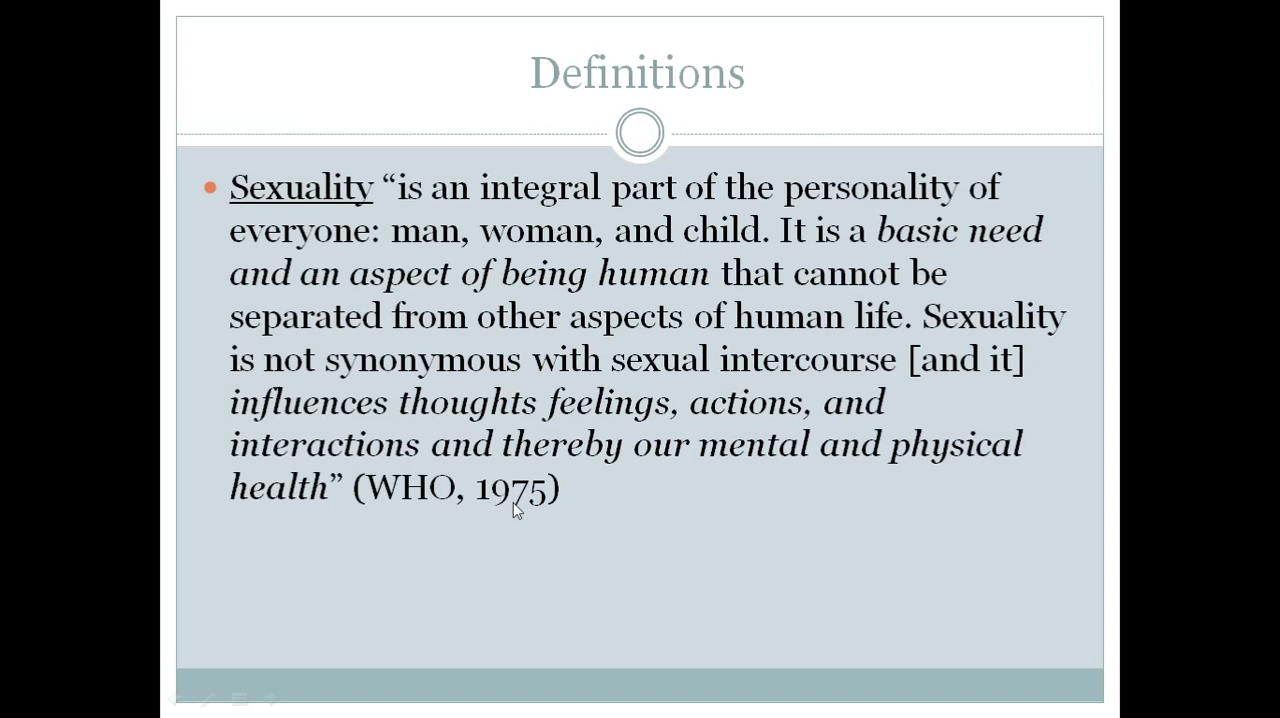 Definitions
• Sexuality “is an integral part of the personality of
everyone: man, woman, and child. It is a basic need
and an aspect of being human that cannot be
separated from other aspects of human life. Sexuality
is not synonymous with sexual intercourse [and it]
influences thoughts feelings, actions, and
interactions and thereby our mental and physical
health” (WHO, 1975)